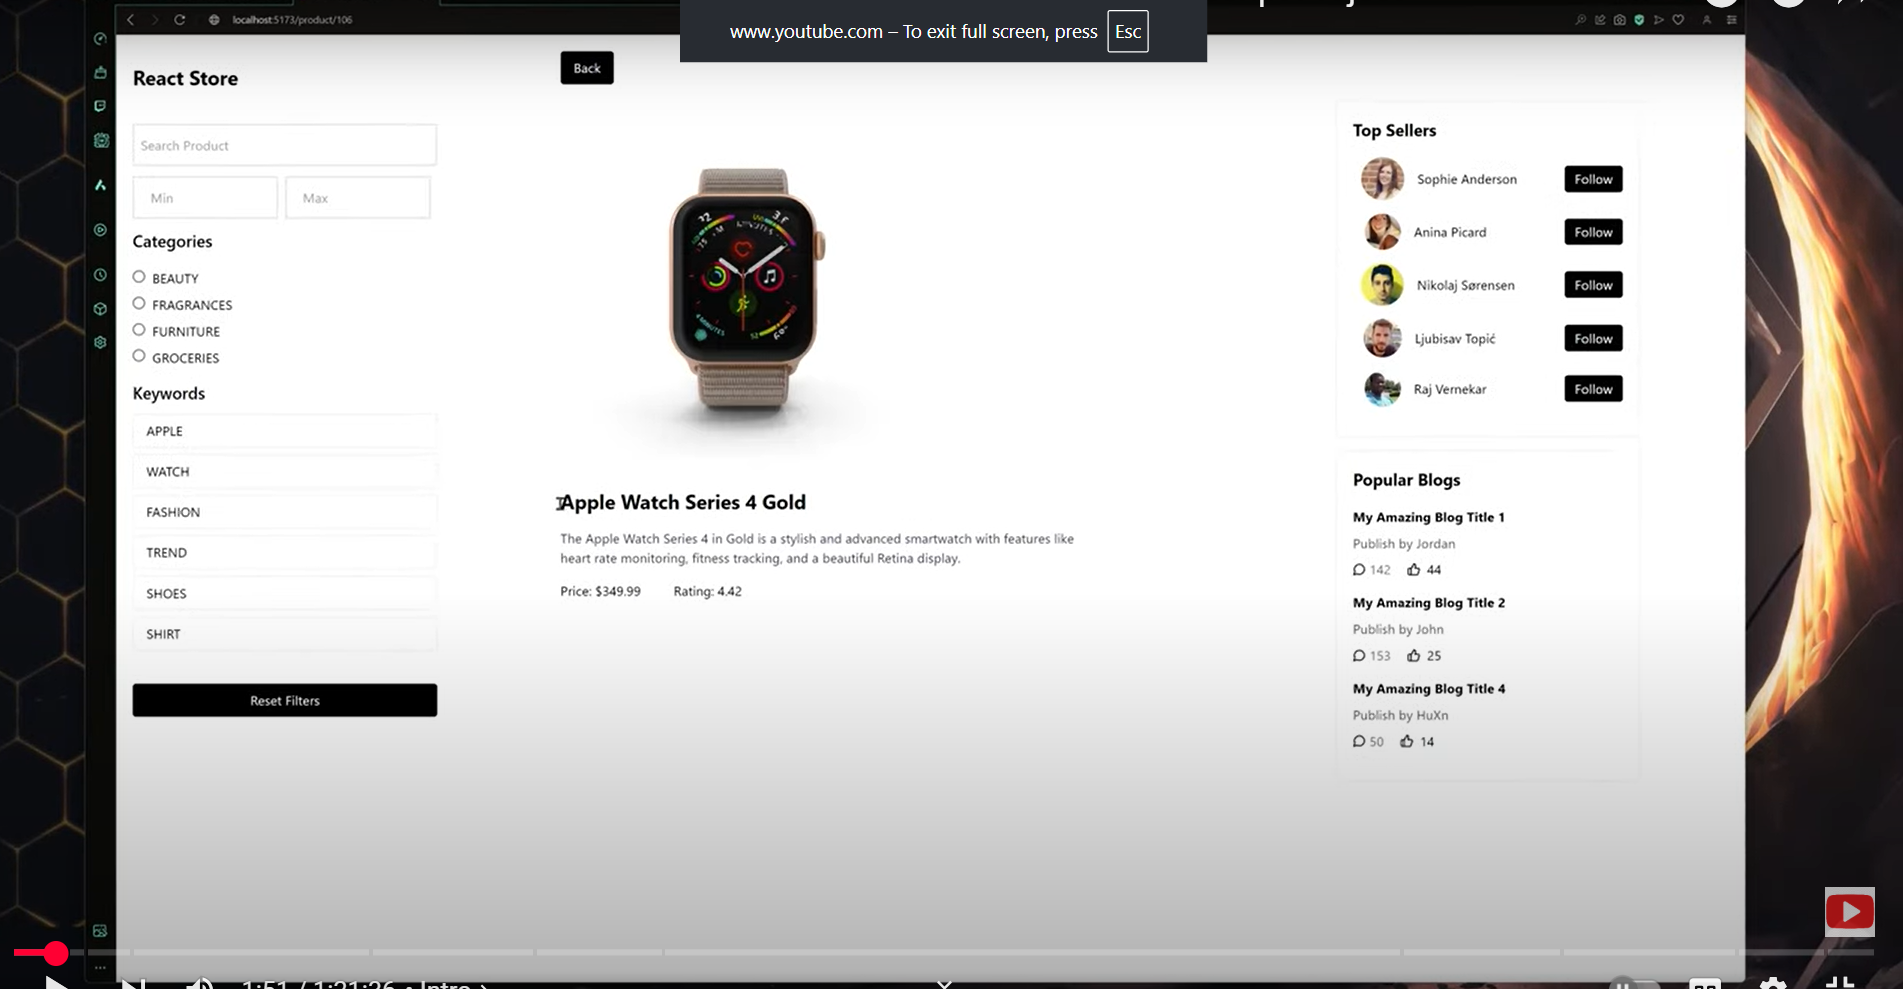 localhost:5173/product/106
www.youtube.com – To exit full screen, press Esc
React Store
Search Product
Min
Max
Categories
BEAUTY
FRAGRANCES
FURNITURE
GROCERIES
Keywords
APPLE
WATCH
FASHION
TREND
SHOES
SHIRT
Reset Filters
Back
Apple Watch Series 4 Gold
The Apple Watch Series 4 in Gold is a stylish and advanced smartwatch with features like
heart rate monitoring, fitness tracking, and a beautiful Retina display.
Price: $349.99 Rating: 4.42
Top Sellers
Sophie Anderson Follow
Anina Picard Follow
Nikolaj Sørensen Follow
Ljubisav Topić Follow
Raj Vernekar Follow
Popular Blogs
My Amazing Blog Title 1
Publish by Jordan
142 44
My Amazing Blog Title 2
Publish by John
153 25
My Amazing Blog Title 4
Publish by HuXn
50 14
1:51 / 1:21:26 • Intro